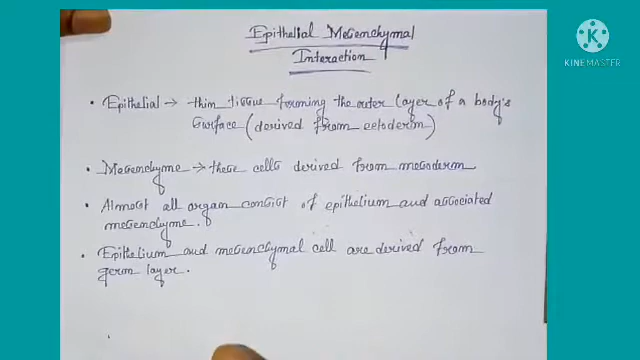 Epithelial Mesenchymal
Interaction
• Epithelial → thin tissue forming the outer layer of a body's
surface (derived from ectoderm)
• Mesenchyme → these cells derived from mesoderm
• Almost all organ consist of epithelium and associated
mesenchyme.
• Epithelium and mesenchymal cell are derived from
germ layer.
K
KINEMASTER